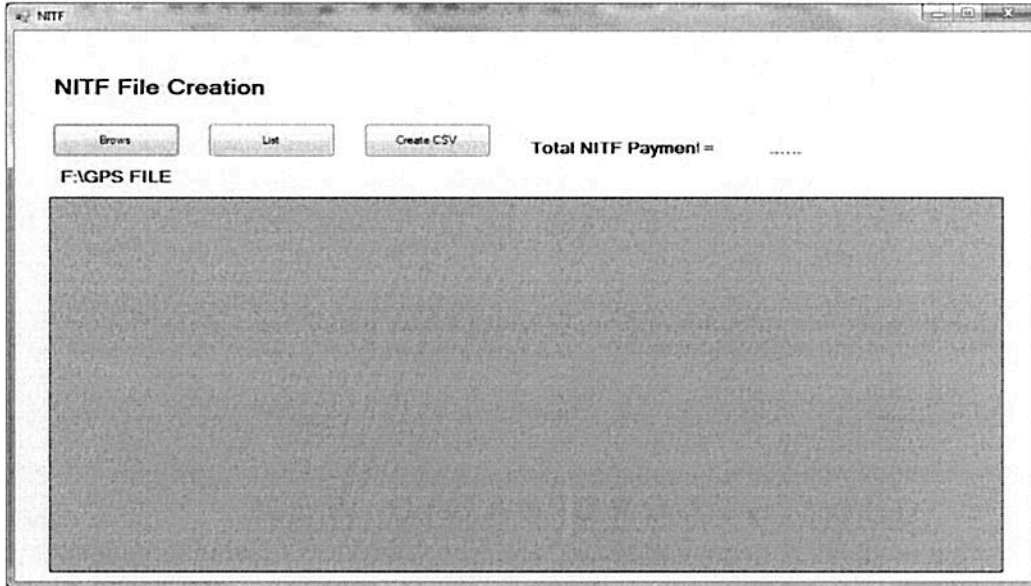 NITF
NITF File Creation
Brows
List
Create CSV
Total NITF Payment =
......
F:\GPS FILE